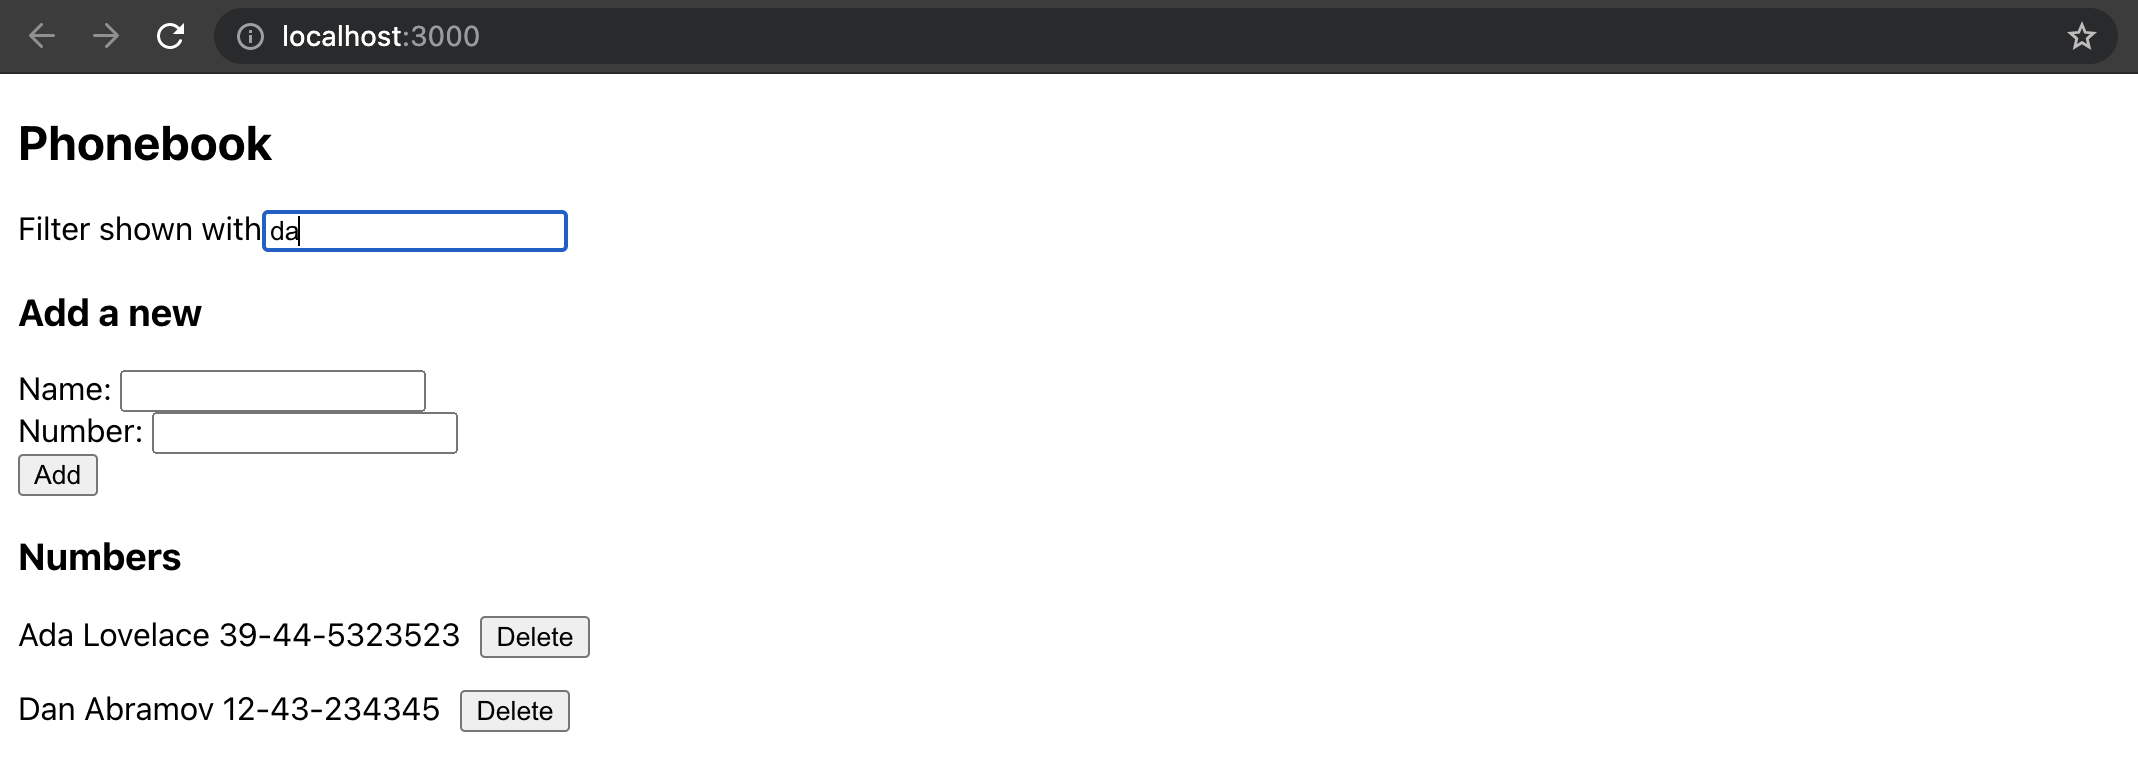 localhost:3000
Phonebook
Filter shown with da
Add a new
Name:
Number:
Add
Numbers
Ada Lovelace 39-44-5323523 Delete
Dan Abramov 12-43-234345 Delete